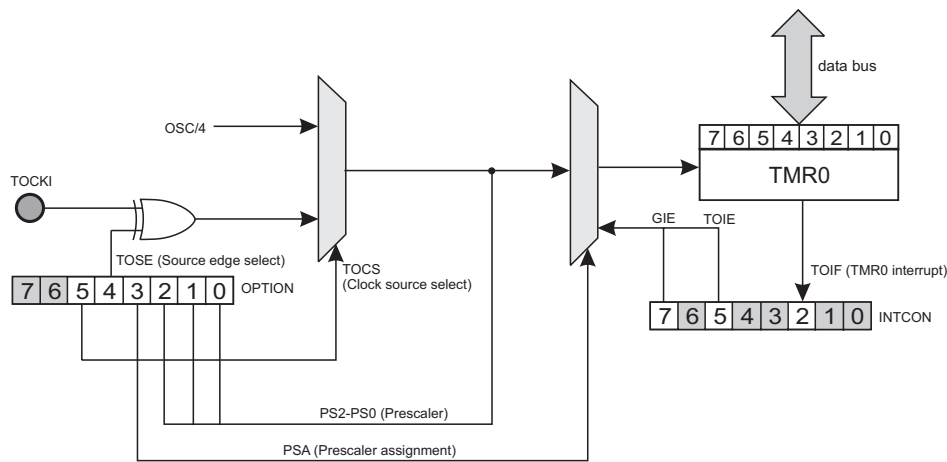 data bus
OSC/4
7 6 5 4 3 2 1 0
TMR0
TOCKI
GIE TOIE
TOSE (Source edge select)
TOCS
(Clock source select)
TOIF (TMR0 interrupt)
7 6 5 4 3 2 1 0 OPTION
7 6 5 4 3 2 1 0 INTCON
PS2-PS0 (Prescaler)
PSA (Prescaler assignment)